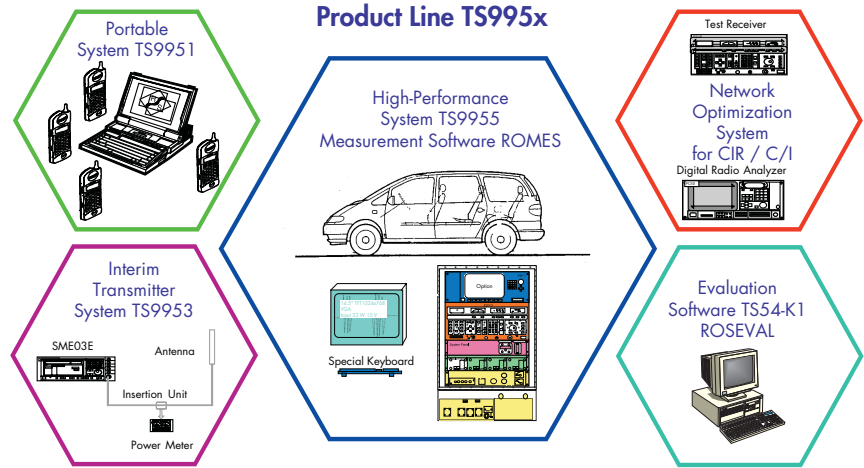 Product Line TS995x
Portable
System TS9951
High-Performance
System TS9955
Measurement Software ROMES
Option
Special Keyboard
Test Receiver
Network
Optimization
System
for CIR / C/I
Digital Radio Analyzer
Interim
Transmitter
System TS9953
SME03E
Antenna
Insertion Unit
Power Meter
Evaluation
Software TS54-K1
ROSEVAL